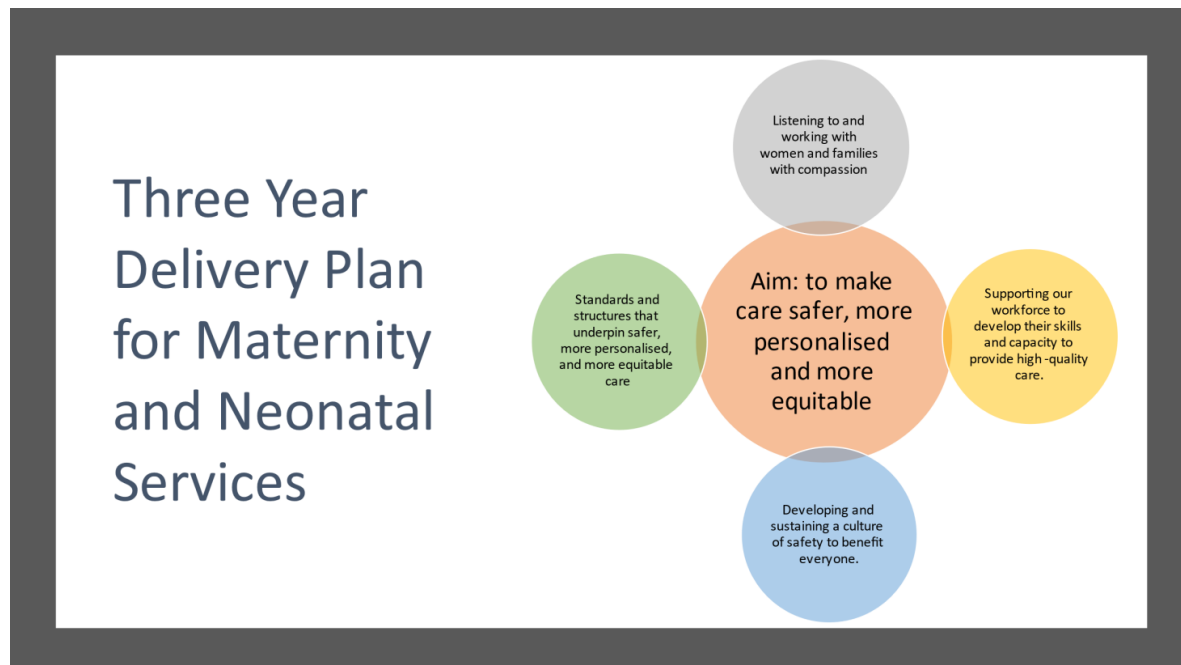 Three Year
Delivery Plan
for Maternity
and Neonatal
Services
Listening to and
working with
women and families
with compassion
Aim: to make
care safer, more
personalised
and more
equitable
Standards and
structures that
underpin safer,
more personalised,
and more equitable
care
Supporting our
workforce to
develop their skills
and capacity to
provide high -quality
care.
Developing and
sustaining a culture
of safety to benefit
everyone.